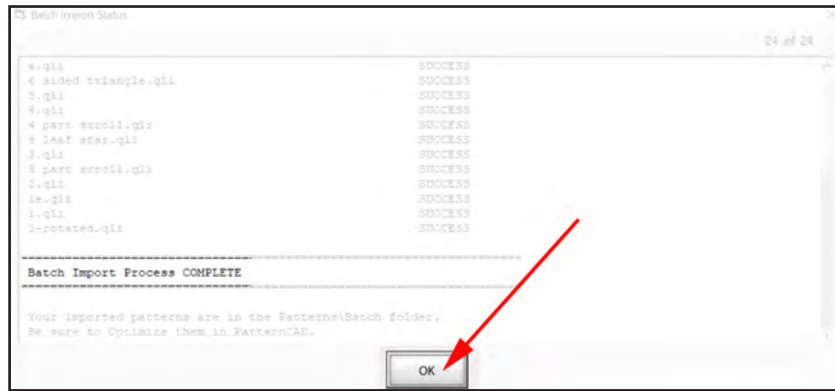 Batch Import Status
24 of 24
a.qli SUCCESS
6 sided triangle.qli SUCCESS
5.qli SUCCESS
4.qli SUCCESS
4 part scroll.qli SUCCESS
4 leaf star.qli SUCCESS
3.qli SUCCESS
3 part scroll.qli SUCCESS
2.qli SUCCESS
1e.qli SUCCESS
1.qli SUCCESS
1-rotated.qli SUCCESS
Batch Import Process COMPLETE
Your imported patterns are in the Patterns\Batch folder.
Be sure to Optimize them in PatternCAD.
OK